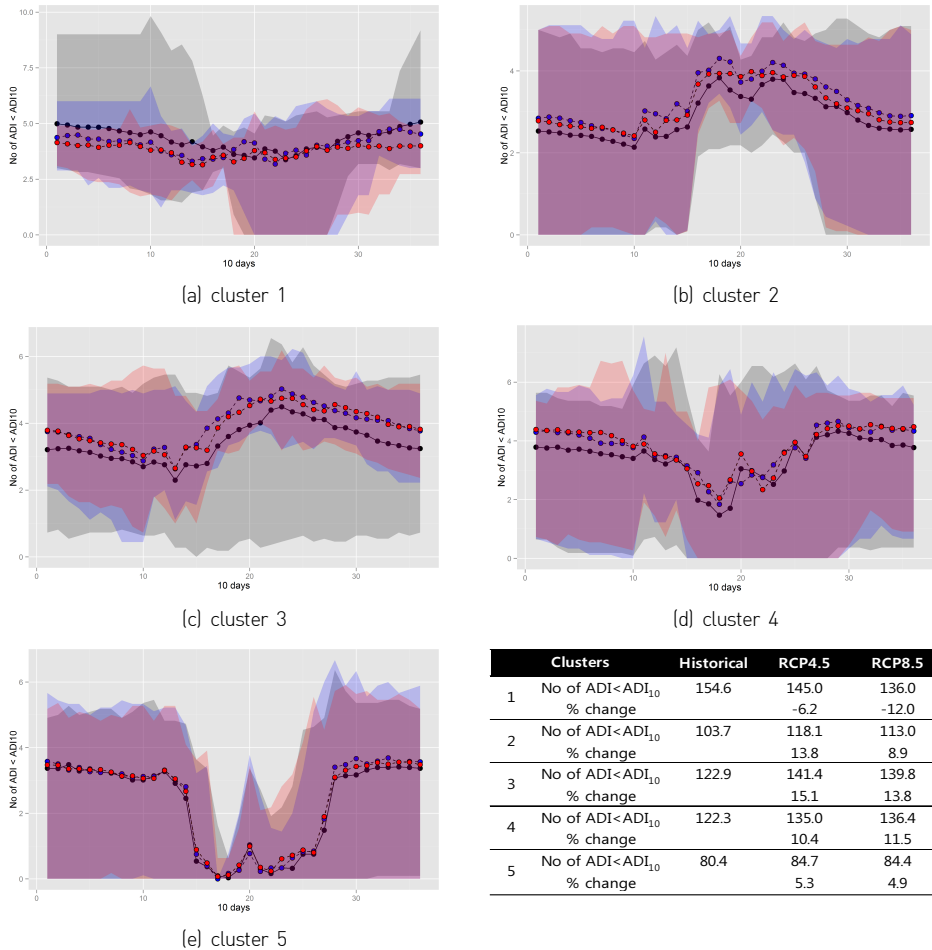 No of ADI < ADI10
10.0
7.5
5.0
2.5
0.0
0 10 20 30
10 days
(a) cluster 1
No of ADI < ADI10
4
2
0
0 10 20 30
10 days
(b) cluster 2
No of ADI < ADI10
6
4
2
0
0 10 20 30
10 days
(c) cluster 3
No of ADI < ADI10
6
4
2
0
0 10 20 30
10 days
(d) cluster 4
No of ADI < ADI10
6
4
2
0
0 10 20 30
10 days
(e) cluster 5
Clusters Historical RCP4.5 RCP8.5
1 No of ADI<ADI₁₀ 154.6 145.0 136.0
% change -6.2 -12.0
2 No of ADI<ADI₁₀ 103.7 118.1 113.0
% change 13.8 8.9
3 No of ADI<ADI₁₀ 122.9 141.4 139.8
% change 15.1 13.8
4 No of ADI<ADI₁₀ 122.3 135.0 136.4
% change 10.4 11.5
5 No of ADI<ADI₁₀ 80.4 84.7 84.4
% change 5.3 4.9